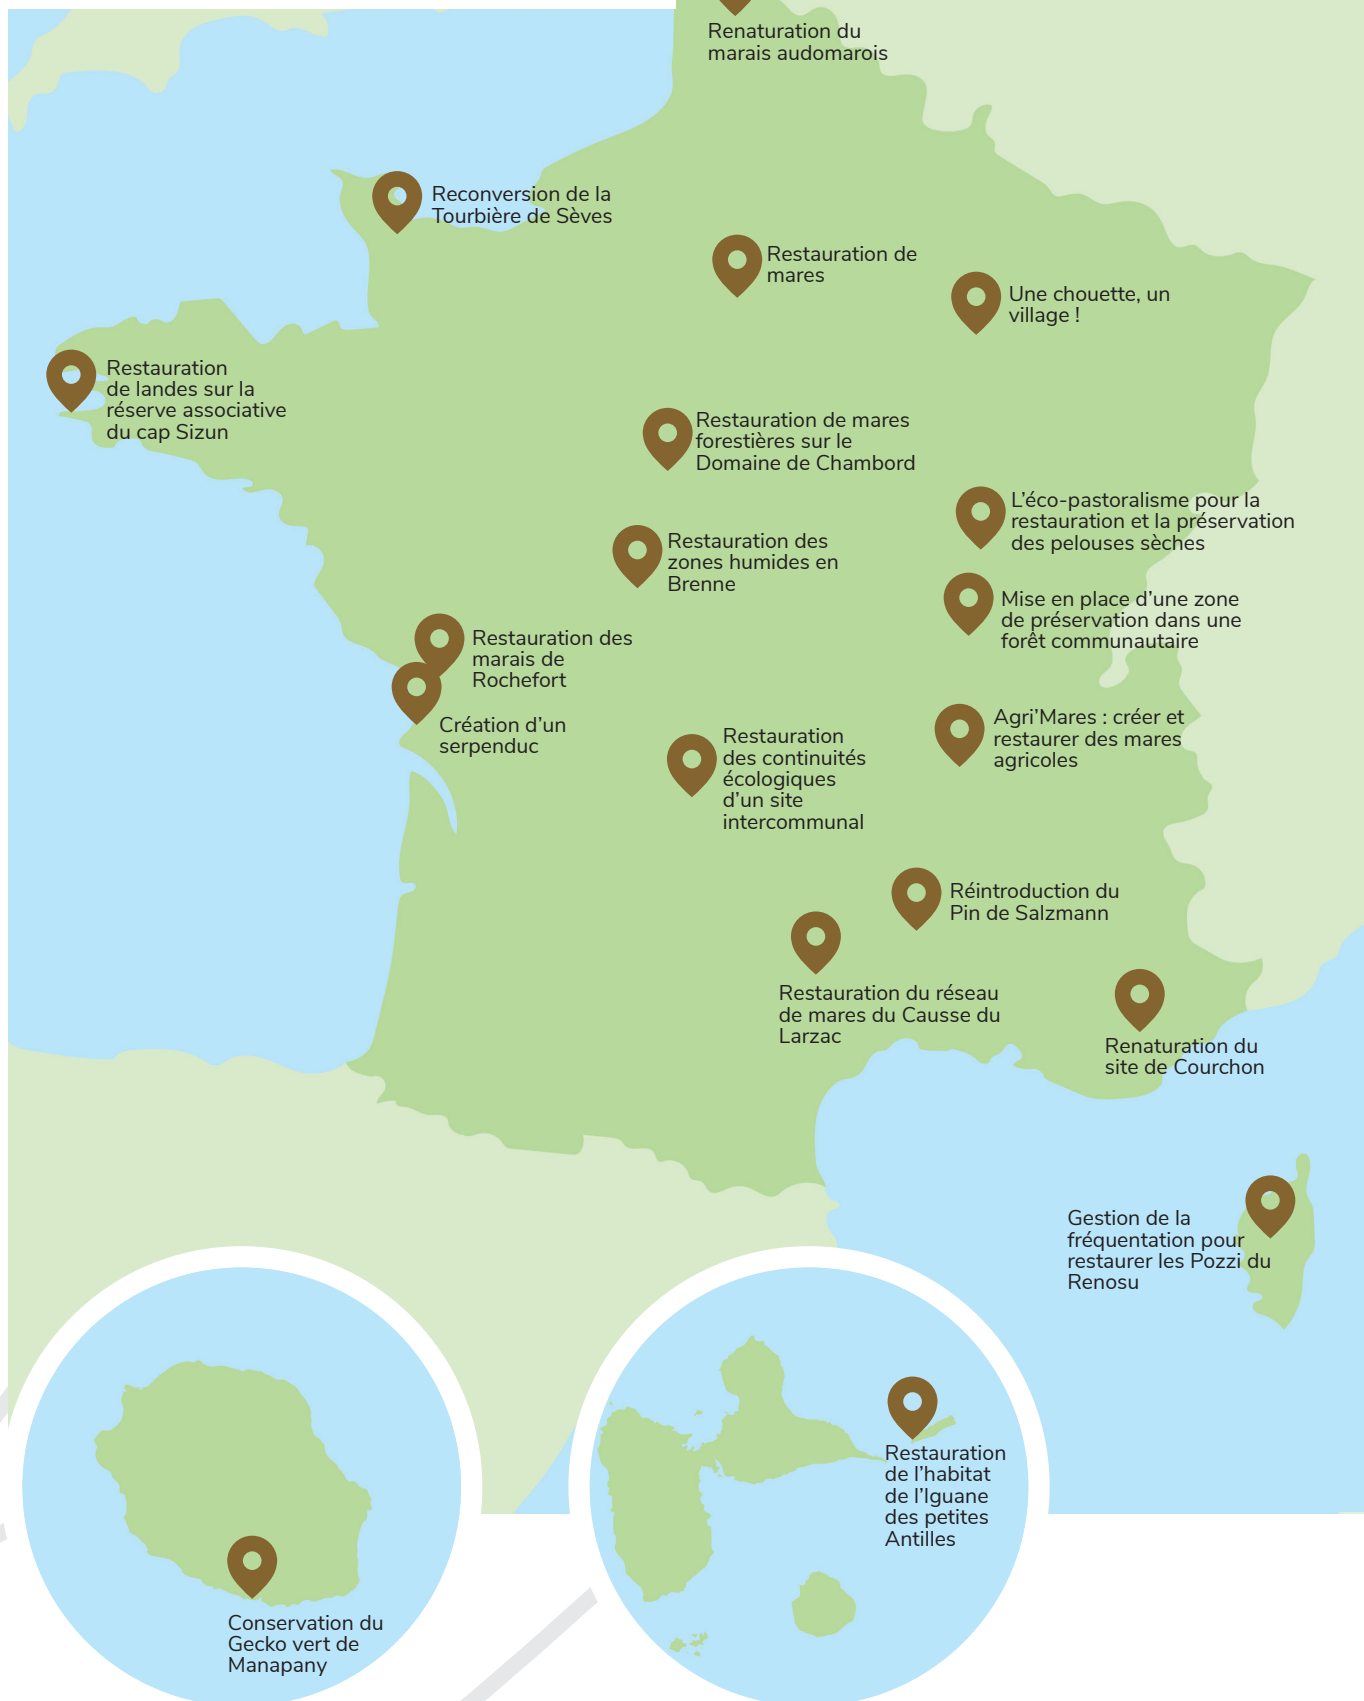 Renaturation du
marais audomarois
Reconversion de la
Tourbière de Sèves
Restauration de
mares
Une chouette, un
village !
Restauration
de landes sur la
réserve associative
du cap Sizun
Restauration de mares
forestières sur le
Domaine de Chambord
L’éco-pastoralisme pour la
restauration et la préservation
des pelouses sèches
Restauration des
zones humides en
Brenne
Mise en place d’une zone
de préservation dans une
forêt communautaire
Restauration des
marais de
Rochefort
Création d’un
serpenduc
Agri’Mares : créer et
restaurer des mares
agricoles
Restauration
des continuités
écologiques
d’un site
intercommunal
Réintroduction du
Pin de Salzmann
Restauration du réseau
de mares du Causse du
Larzac
Renaturation du
site de Courchon
Gestion de la
fréquentation pour
restaurer les Pozzi du
Renosu
Restauration
de l’habitat
de l’Iguane
des petites
Antilles
Conservation du
Gecko vert de
Manapany